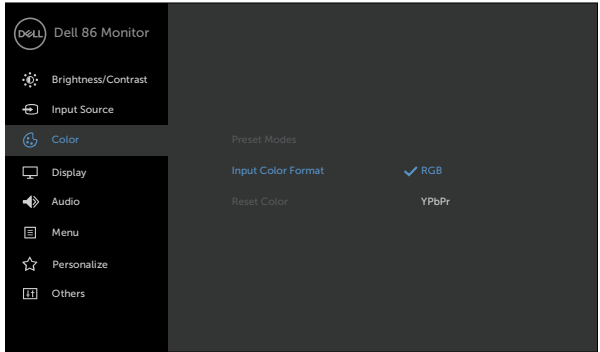 DELL Dell 86 Monitor
Brightness/Contrast
Input Source
Color
Preset Modes
Display
Input Color Format ✓ RGB
Audio
Reset Color YPbPr
Menu
Personalize
Others